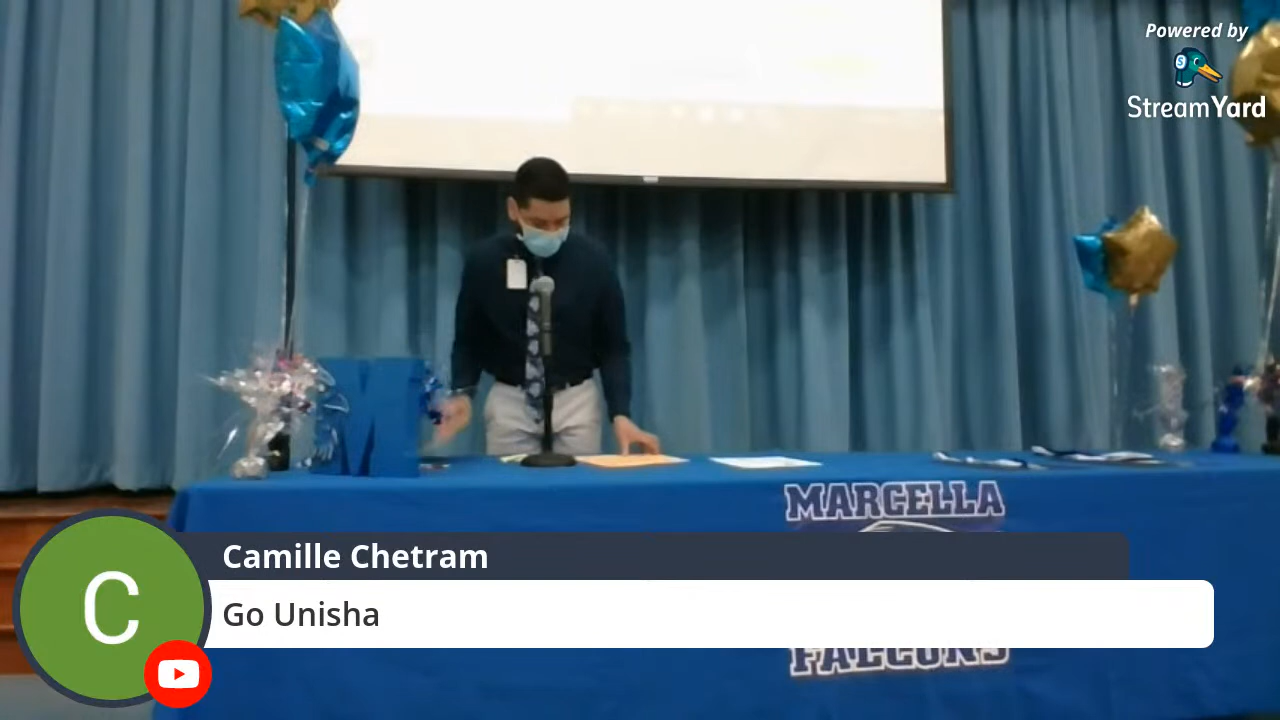 Powered by
StreamYard
MARCELLA
Camille Chetram
C
Go Unisha
FALCONS